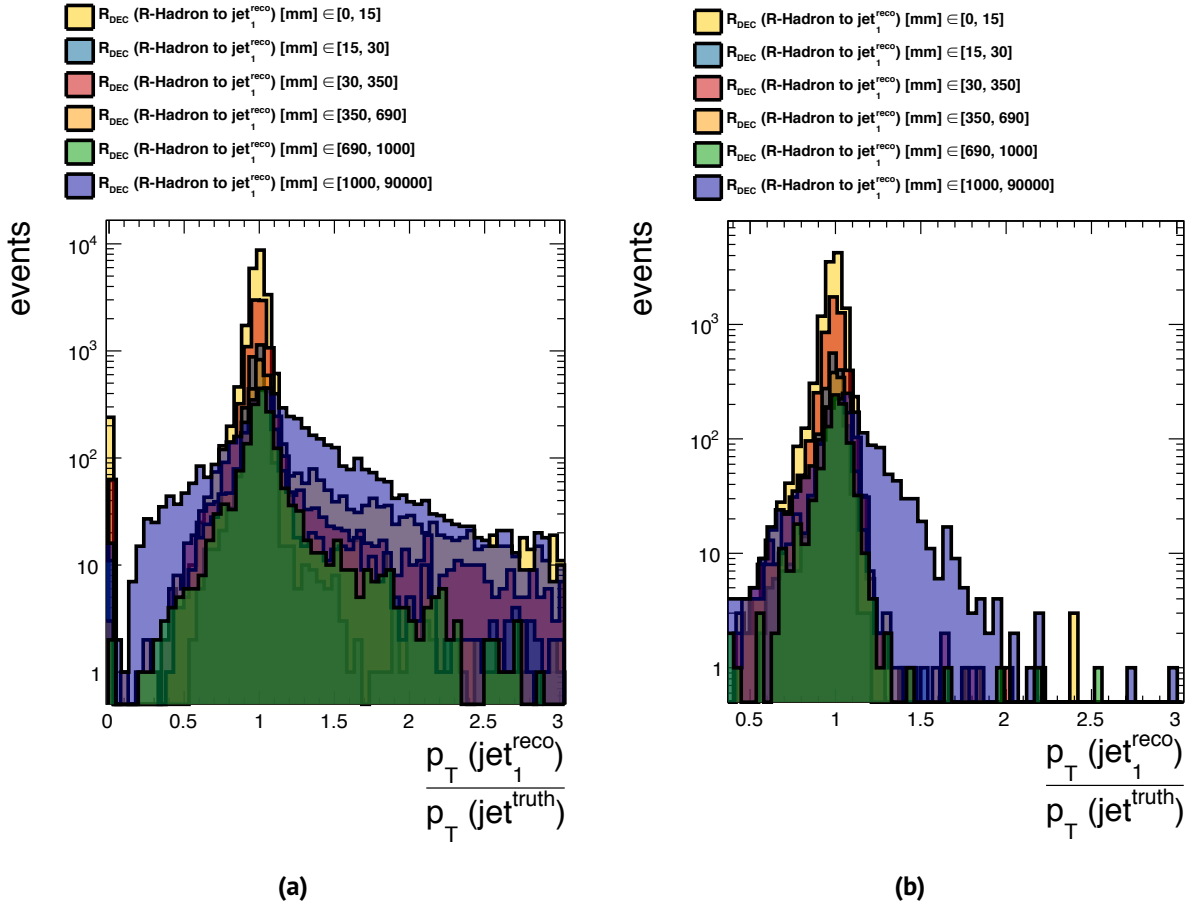 R_DEC (R-Hadron to jet_1^reco) [mm] ∈[0, 15]
R_DEC (R-Hadron to jet_1^reco) [mm] ∈[15, 30]
R_DEC (R-Hadron to jet_1^reco) [mm] ∈[30, 350]
R_DEC (R-Hadron to jet_1^reco) [mm] ∈[350, 690]
R_DEC (R-Hadron to jet_1^reco) [mm] ∈[690, 1000]
R_DEC (R-Hadron to jet_1^reco) [mm] ∈[1000, 90000]
events
10^4
10^3
10^2
10
1
0 0.5 1 1.5 2 2.5 3
p_T (jet_1^reco)
p_T (jet^truth)
(a)
R_DEC (R-Hadron to jet_1^reco) [mm] ∈[0, 15]
R_DEC (R-Hadron to jet_1^reco) [mm] ∈[15, 30]
R_DEC (R-Hadron to jet_1^reco) [mm] ∈[30, 350]
R_DEC (R-Hadron to jet_1^reco) [mm] ∈[350, 690]
R_DEC (R-Hadron to jet_1^reco) [mm] ∈[690, 1000]
R_DEC (R-Hadron to jet_1^reco) [mm] ∈[1000, 90000]
events
10^3
10^2
10
1
0.5 1 1.5 2 2.5 3
p_T (jet_1^reco)
p_T (jet^truth)
(b)